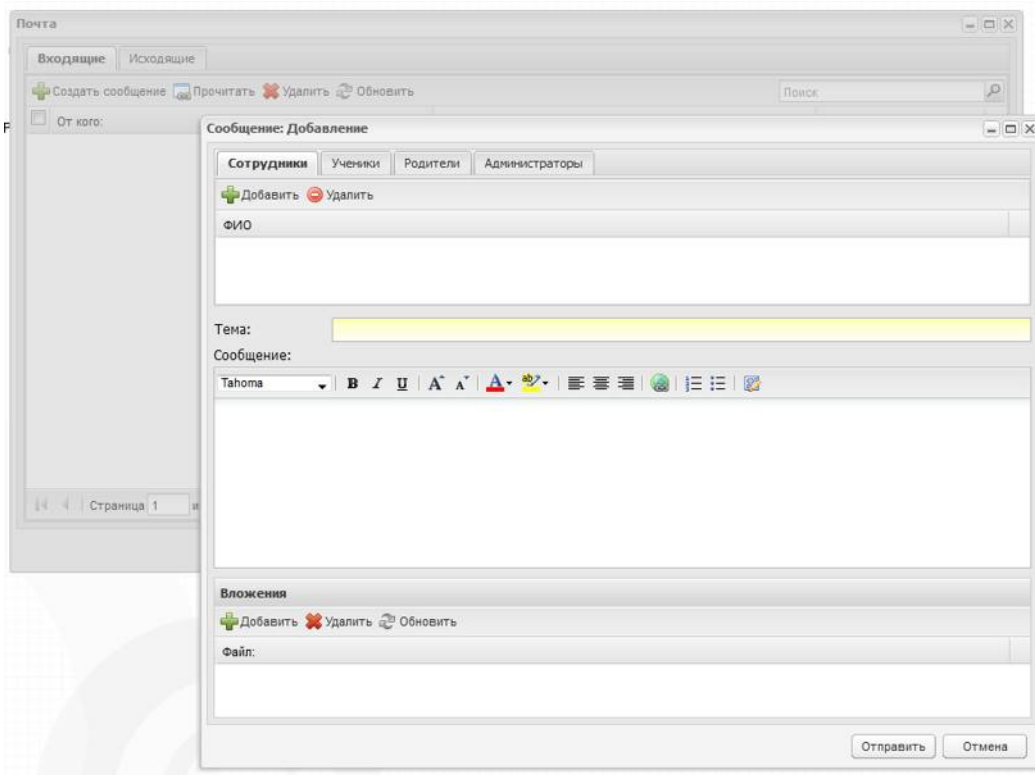 Почта
Входящие Исходящие
Создать сообщение Прочитать Удалить Обновить Поиск
От кого:
Сообщение: Добавление
Сотрудники Ученики Родители Администраторы
Добавить Удалить
ФИО
Тема:
Сообщение:
Tahoma B I U A A A ab
Страница 1 и
Вложения
Добавить Удалить Обновить
Файл:
Отправить Отмена